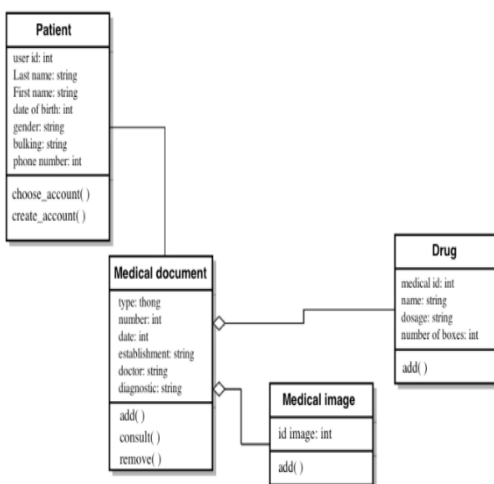 Patient
user id: int
Last name: string
First name: string
date of birth: int
gender: string
bulking: string
phone number: int
choose_account( )
create_account( )
Medical document
type: thong
number: int
date: int
establishment: string
doctor: string
diagnostic: string
add( )
consult( )
remove( )
Drug
medical id: int
name: string
dosage: string
number of boxes: int
add( )
Medical image
id image: int
add( )